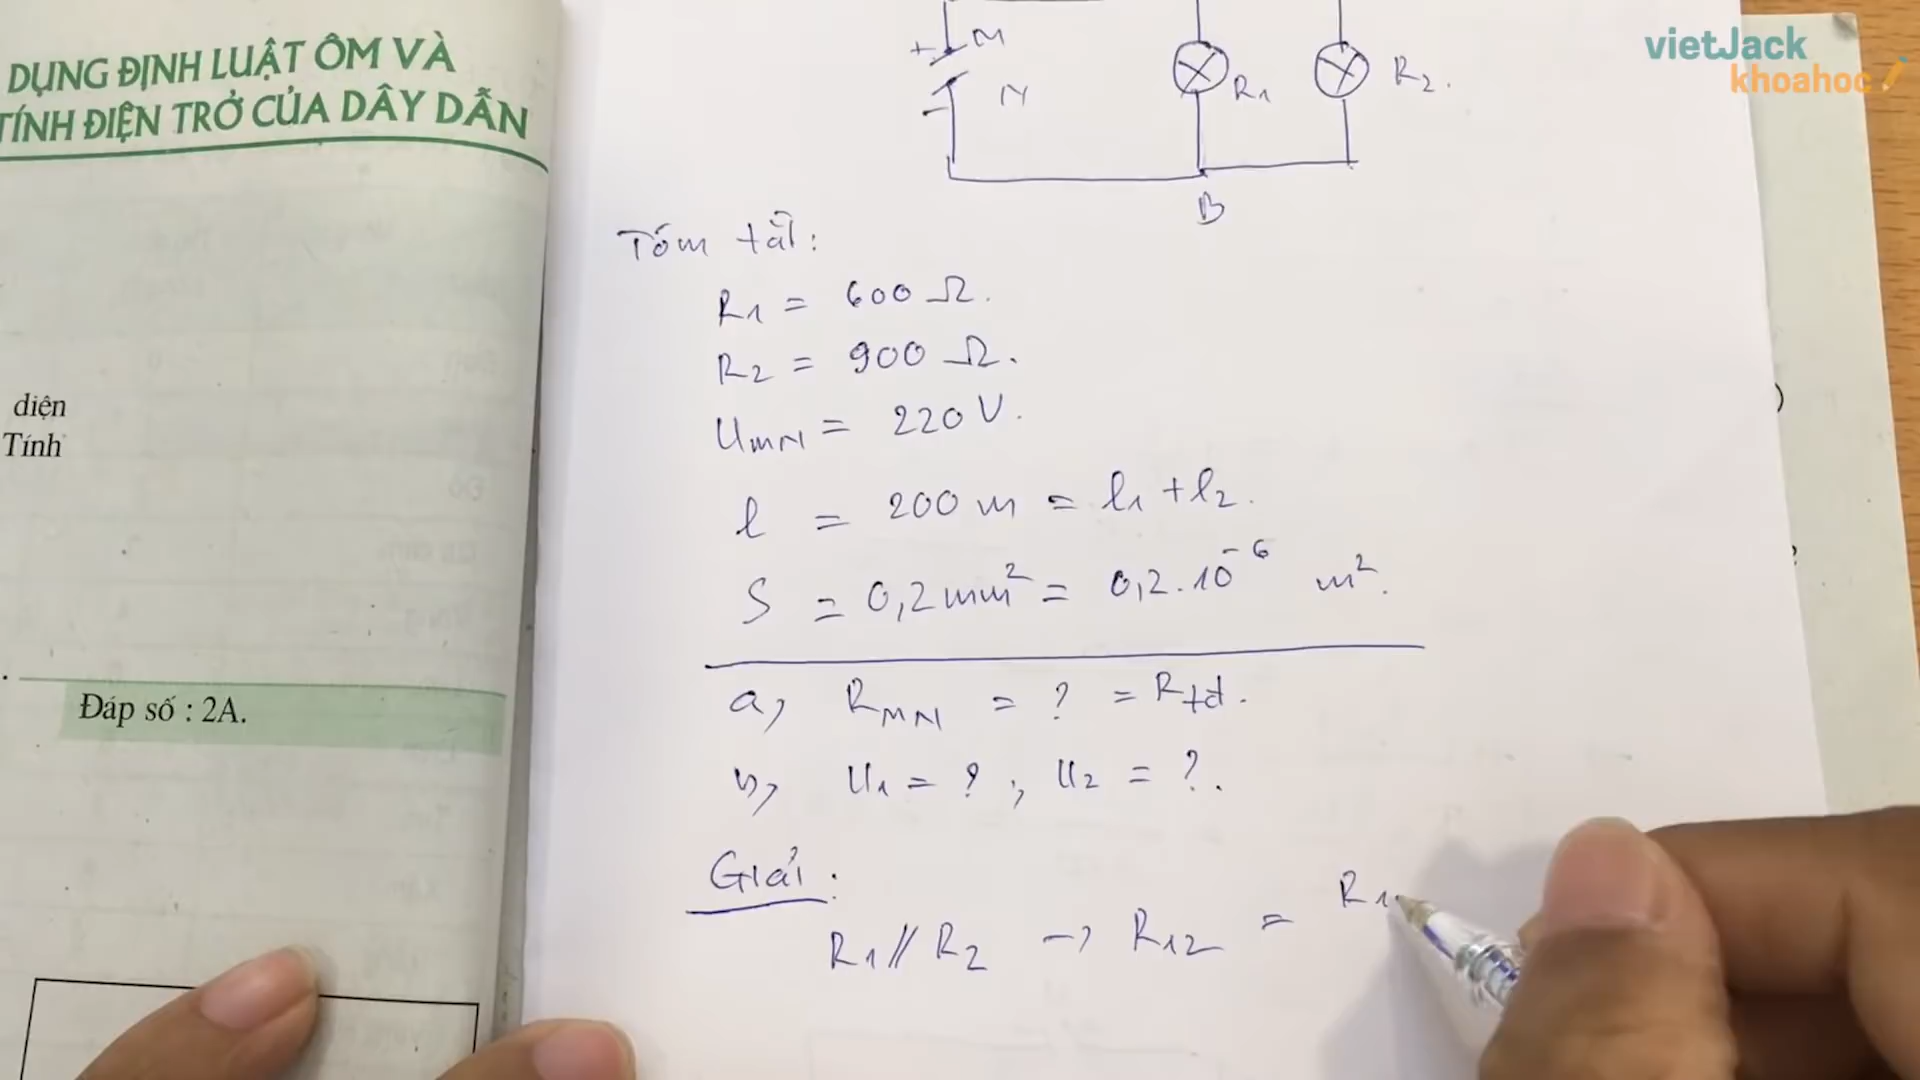 DỤNG ĐỊNH LUẬT ÔM VÀ
TÍNH ĐIỆN TRỞ CỦA DÂY DẪN
diện
Tính
Đáp số : 2A.
vietJack
khoahoc
+ M
N
-
R1
R2.
B
Tóm tắt:
R1 = 600 Ω.
R2 = 900 Ω.
UMN = 220 V.
l = 200 m = l1 + l2.
S = 0,2 mm² = 0,2.10⁻⁶ m².
a, RMN = ? = Rtđ.
b, U1 = ? ; U2 = ?.
Giải:
R1 // R2 → R12 = R1.